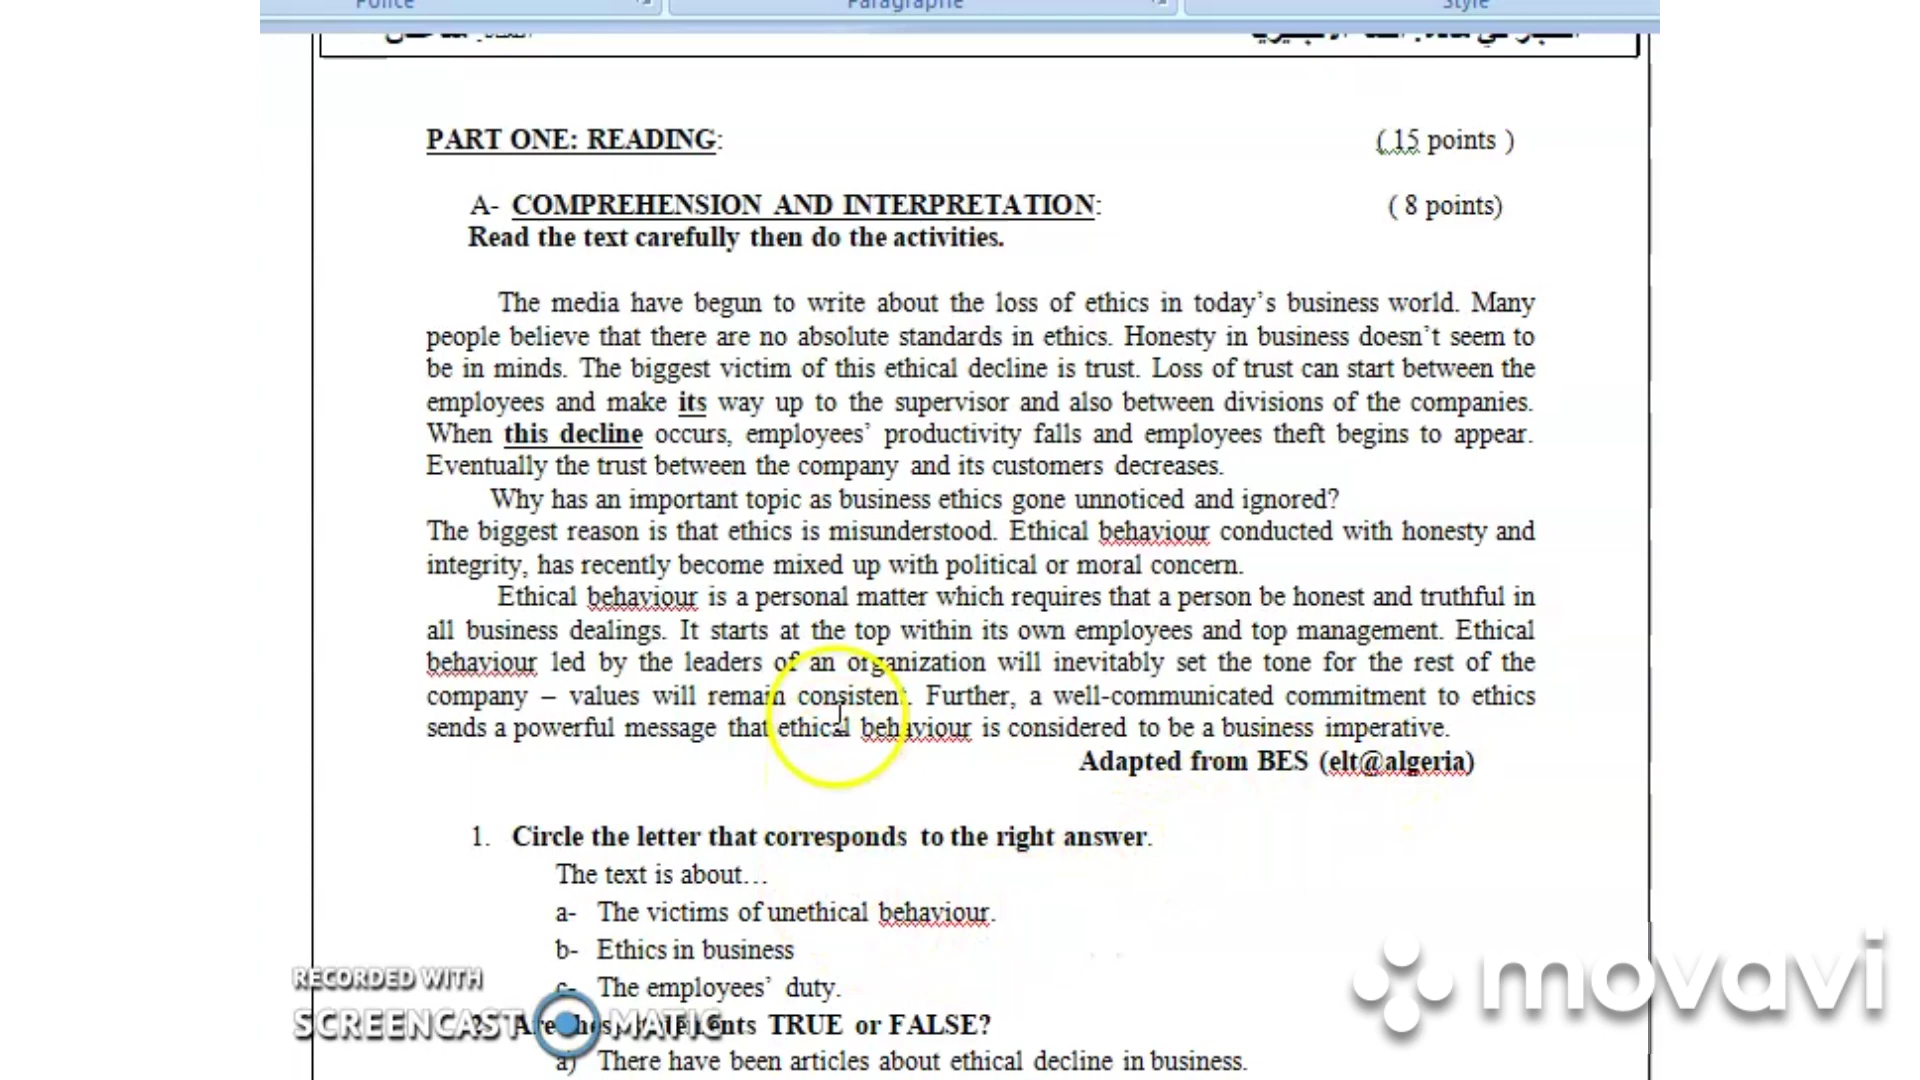 Police Paragraphe Style
PART ONE: READING: ( 15 points )
A- COMPREHENSION AND INTERPRETATION: ( 8 points)
Read the text carefully then do the activities.
The media have begun to write about the loss of ethics in today’s business world. Many
people believe that there are no absolute standards in ethics. Honesty in business doesn’t seem to
be in minds. The biggest victim of this ethical decline is trust. Loss of trust can start between the
employees and make its way up to the supervisor and also between divisions of the companies.
When this decline occurs, employees’ productivity falls and employees theft begins to appear.
Eventually the trust between the company and its customers decreases.
Why has an important topic as business ethics gone unnoticed and ignored?
The biggest reason is that ethics is misunderstood. Ethical behaviour conducted with honesty and
integrity, has recently become mixed up with political or moral concern.
Ethical behaviour is a personal matter which requires that a person be honest and truthful in
all business dealings. It starts at the top within its own employees and top management. Ethical
behaviour led by the leaders of an organization will inevitably set the tone for the rest of the
company – values will remain consistent. Further, a well-communicated commitment to ethics
sends a powerful message that ethical behaviour is considered to be a business imperative.
Adapted from BES (elt@algeria)
1. Circle the letter that corresponds to the right answer.
The text is about…
a- The victims of unethical behaviour.
b- Ethics in business
c- The employees’ duty.
TRUE or FALSE?
a) There have been articles about ethical decline in business.
RECORDED WITH
SCREENCAST MATIC
movavi